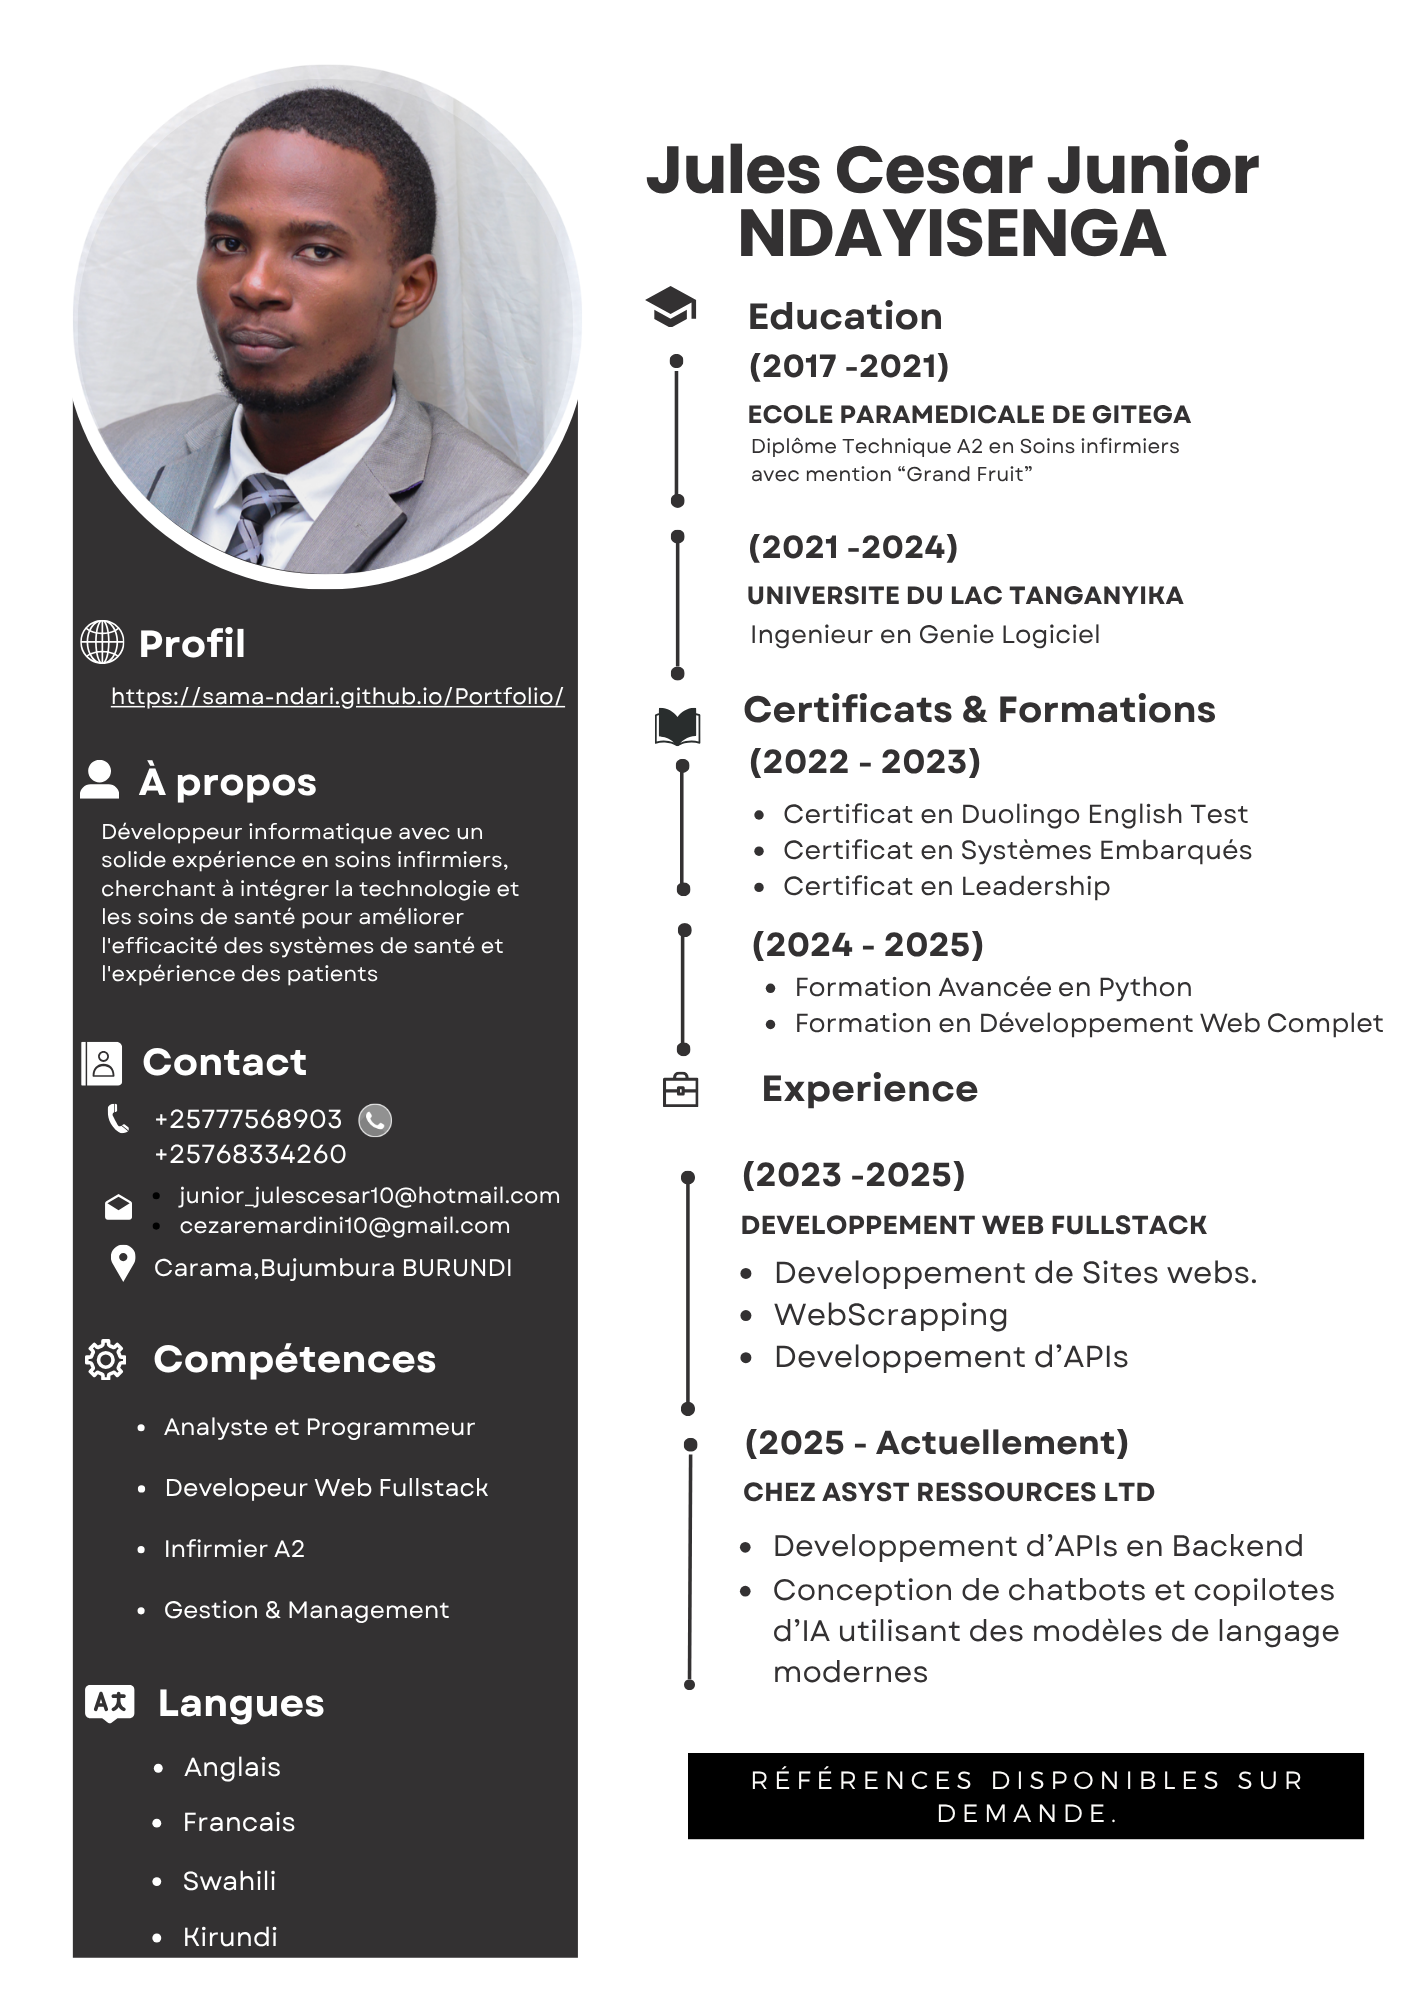 Jules Cesar Junior
NDAYISENGA
Profil
https://sama-ndari.github.io/Portfolio/
À propos
Développeur informatique avec un
solide expérience en soins infirmiers,
cherchant à intégrer la technologie et
les soins de santé pour améliorer
l'efficacité des systèmes de santé et
l'expérience des patients
Contact
+25777568903
+25768334260
• junior_julescesar10@hotmail.com
• cezaremardini10@gmail.com
Carama,Bujumbura BURUNDI
Compétences
• Analyste et Programmeur
• Developeur Web Fullstack
• Infirmier A2
• Gestion & Management
Langues
• Anglais
• Francais
• Swahili
• Kirundi
Education
(2017 -2021)
ECOLE PARAMEDICALE DE GITEGA
Diplôme Technique A2 en Soins infirmiers
avec mention “Grand Fruit”
(2021 -2024)
UNIVERSITE DU LAC TANGANYIKA
Ingenieur en Genie Logiciel
Certificats & Formations
(2022 - 2023)
• Certificat en Duolingo English Test
• Certificat en Systèmes Embarqués
• Certificat en Leadership
(2024 - 2025)
• Formation Avancée en Python
• Formation en Développement Web Complet
Experience
(2023 -2025)
DEVELOPPEMENT WEB FULLSTACK
• Developpement de Sites webs.
• WebScrapping
• Developpement d’APIs
(2025 - Actuellement)
CHEZ ASYST RESSOURCES LTD
• Developpement d’APIs en Backend
• Conception de chatbots et copilotes
d’IA utilisant des modèles de langage
modernes
RÉFÉRENCES DISPONIBLES SUR
DEMANDE.